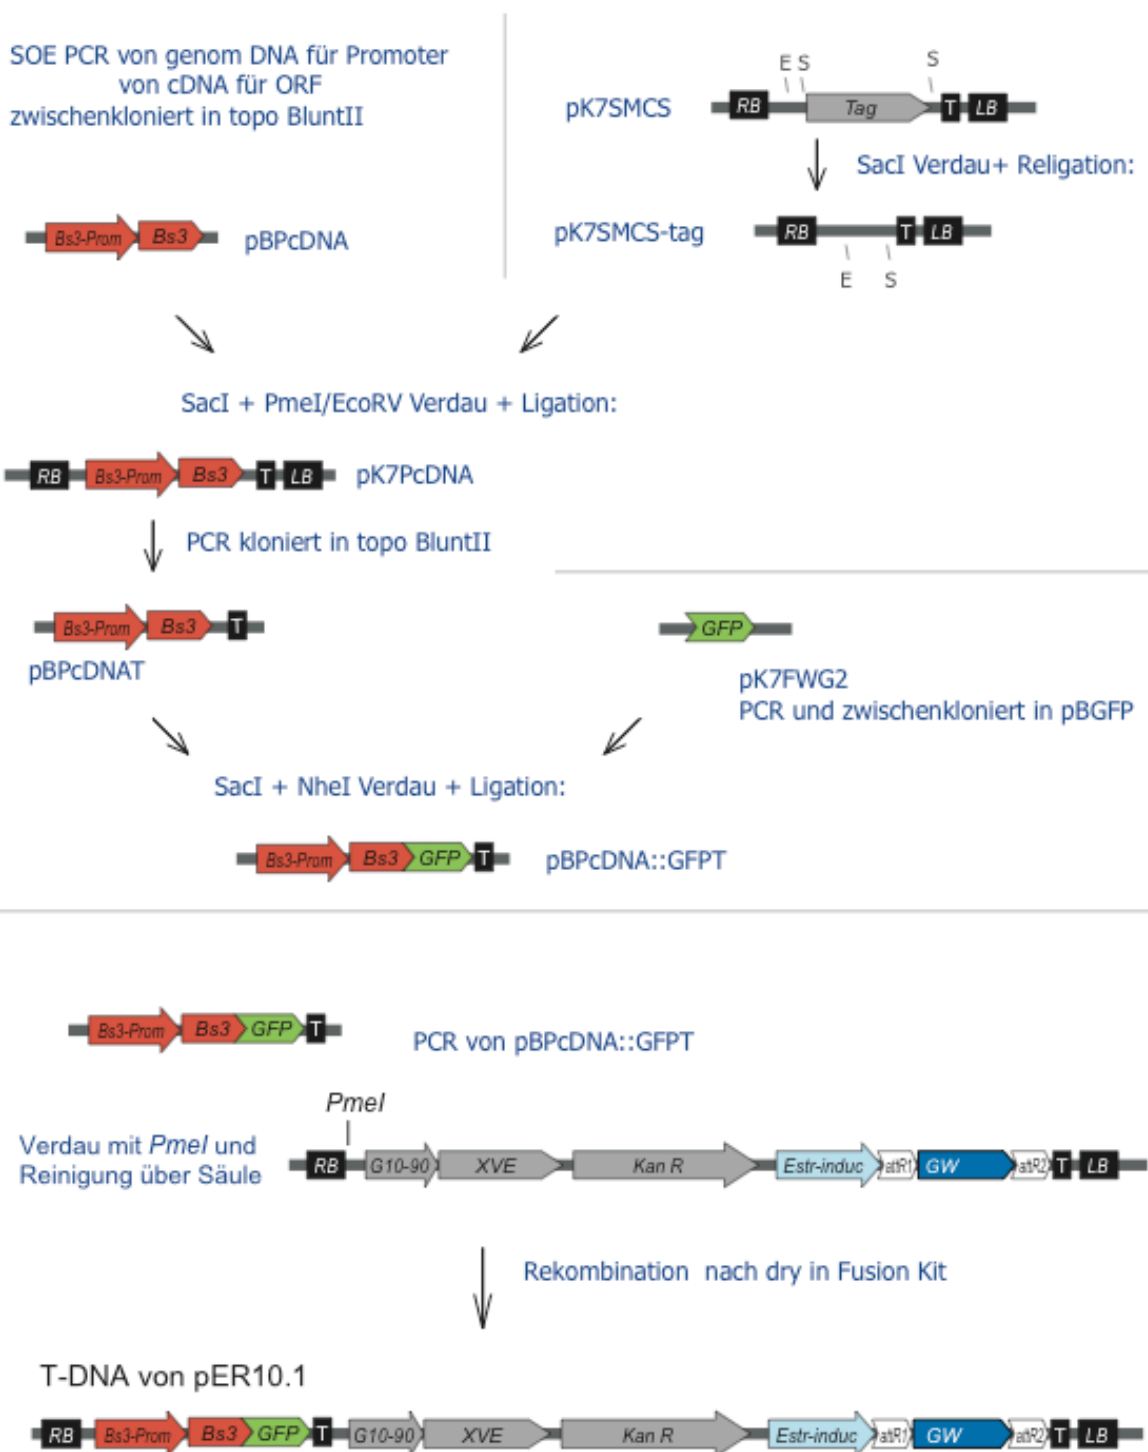 SOE PCR von genom DNA für Promoter
von cDNA für ORF
zwischenkloniert in topo BluntII
Bs3-Prom Bs3
pBPcDNA
E S S
pK7SMCS
RB Tag T LB
SacI Verdau+ Religation:
pK7SMCS-tag
RB T LB
E S
SacI + PmeI/EcoRV Verdau + Ligation:
RB Bs3-Prom Bs3 T LB
pK7PcDNA
PCR kloniert in topo BluntII
Bs3-Prom Bs3 T
pBPcDNAT
GFP
pK7FWG2
PCR und zwischenkloniert in pBGFP
SacI + NheI Verdau + Ligation:
Bs3-Prom Bs3 GFP T
pBPcDNA::GFPT
Bs3-Prom Bs3 GFP T
PCR von pBPcDNA::GFPT
PmeI
Verdau mit PmeI und
Reinigung über Säule
RB G10-90 XVE Kan R Estr-induc attR1 GW attR2 T LB
Rekombination nach dry in Fusion Kit
T-DNA von pER10.1
RB Bs3-Prom Bs3 GFP T G10-90 XVE Kan R Estr-induc attR1 GW attR2 T LB